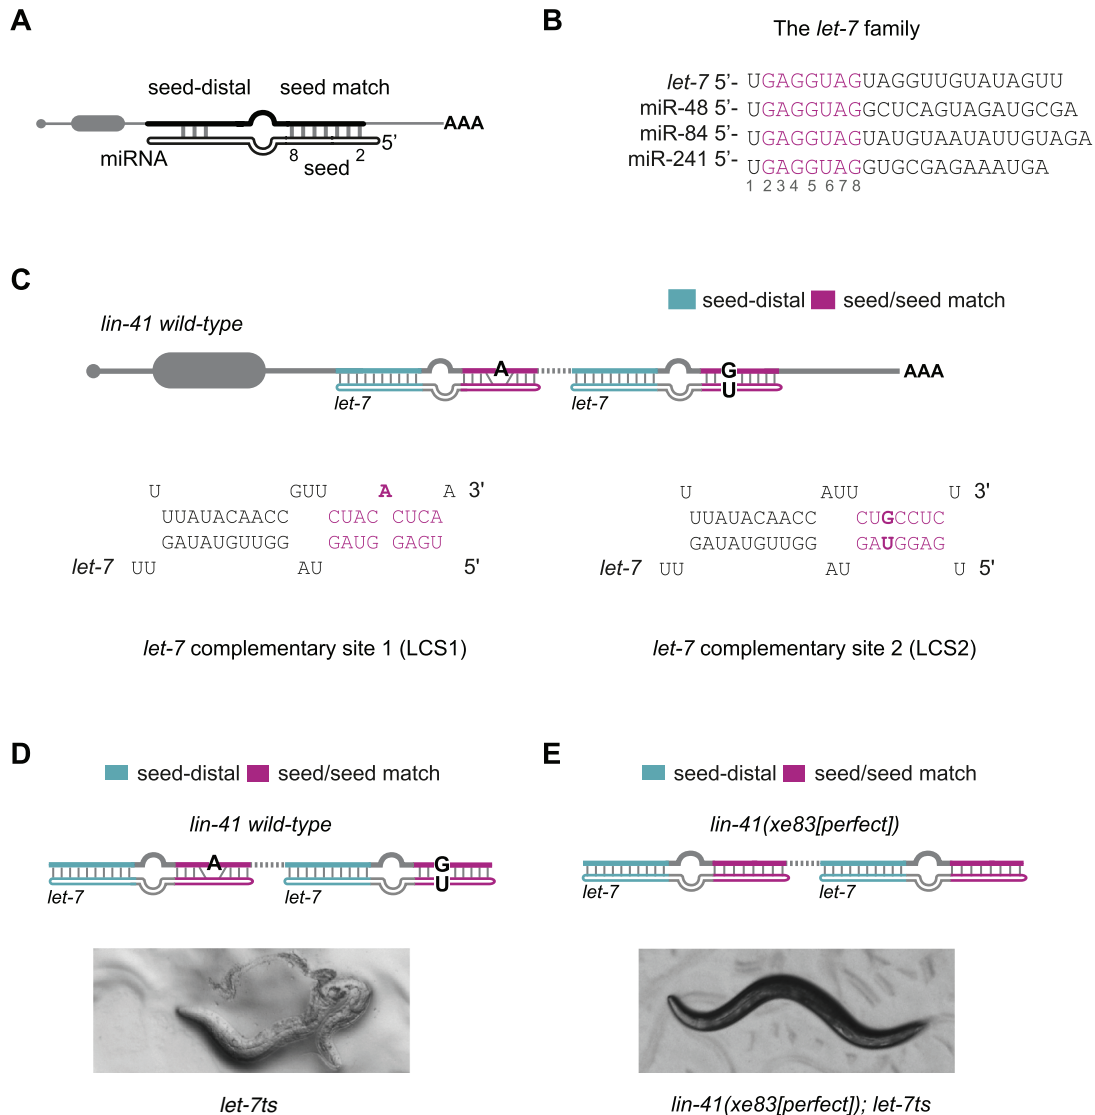 A
seed-distal seed match
AAA
5’
miRNA
8 2
seed
B
The let-7 family
let-7 5’- UGAGGUAGUAGGUUGUAUAGUU
miR-48 5’- UGAGGUAGGCUCAGUAGAUGCGA
miR-84 5’- UGAGGUAGUAUGUAAUAUUGUAGA
miR-241 5’- UGAGGUAGGUGCGAGAAAUGA
1 2 3 4 5 6 7 8
C
seed-distal seed/seed match
lin-41 wild-type
A G AAA
U
let-7 let-7
U GUU A A 3'
UUAUACAACC CUAC CUCA
GAUAUGUUGG GAUG GAGU
let-7 UU AU 5'
U AUU U 3'
UUAUACAACC CUGCCUC
GAUAUGUUGG GAUGGAG
let-7 UU AU U 5'
let-7 complementary site 1 (LCS1)
let-7 complementary site 2 (LCS2)
D
seed-distal seed/seed match
lin-41 wild-type
A G
U
let-7 let-7
let-7ts
E
seed-distal seed/seed match
lin-41(xe83[perfect])
let-7 let-7
lin-41(xe83[perfect]); let-7ts